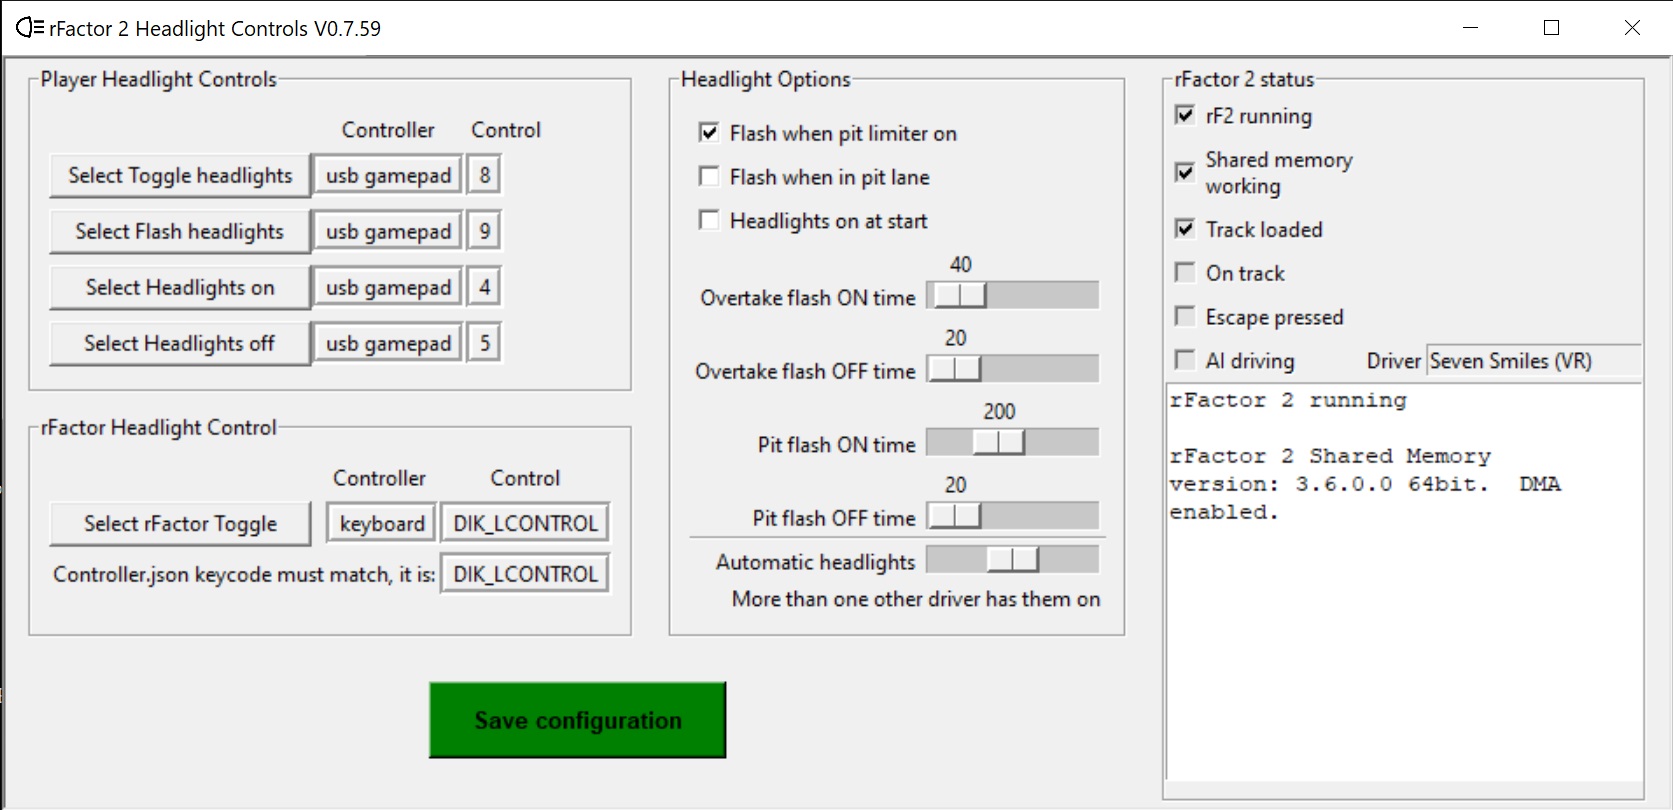 rFactor 2 Headlight Controls V0.7.59
Player Headlight Controls
Controller Control
Select Toggle headlights usb gamepad 8
Select Flash headlights usb gamepad 9
Select Headlights on usb gamepad 4
Select Headlights off usb gamepad 5
rFactor Headlight Control
Controller Control
Select rFactor Toggle keyboard DIK_LCONTROL
Controller.json keycode must match, it is: DIK_LCONTROL
Headlight Options
Flash when pit limiter on
Flash when in pit lane
Headlights on at start
40
Overtake flash ON time
20
Overtake flash OFF time
200
Pit flash ON time
20
Pit flash OFF time
Automatic headlights
More than one other driver has them on
Save configuration
rFactor 2 status
rF2 running
Shared memory
working
Track loaded
On track
Escape pressed
AI driving Driver Seven Smiles (VR)
rFactor 2 running
rFactor 2 Shared Memory
version: 3.6.0.0 64bit. DMA
enabled.